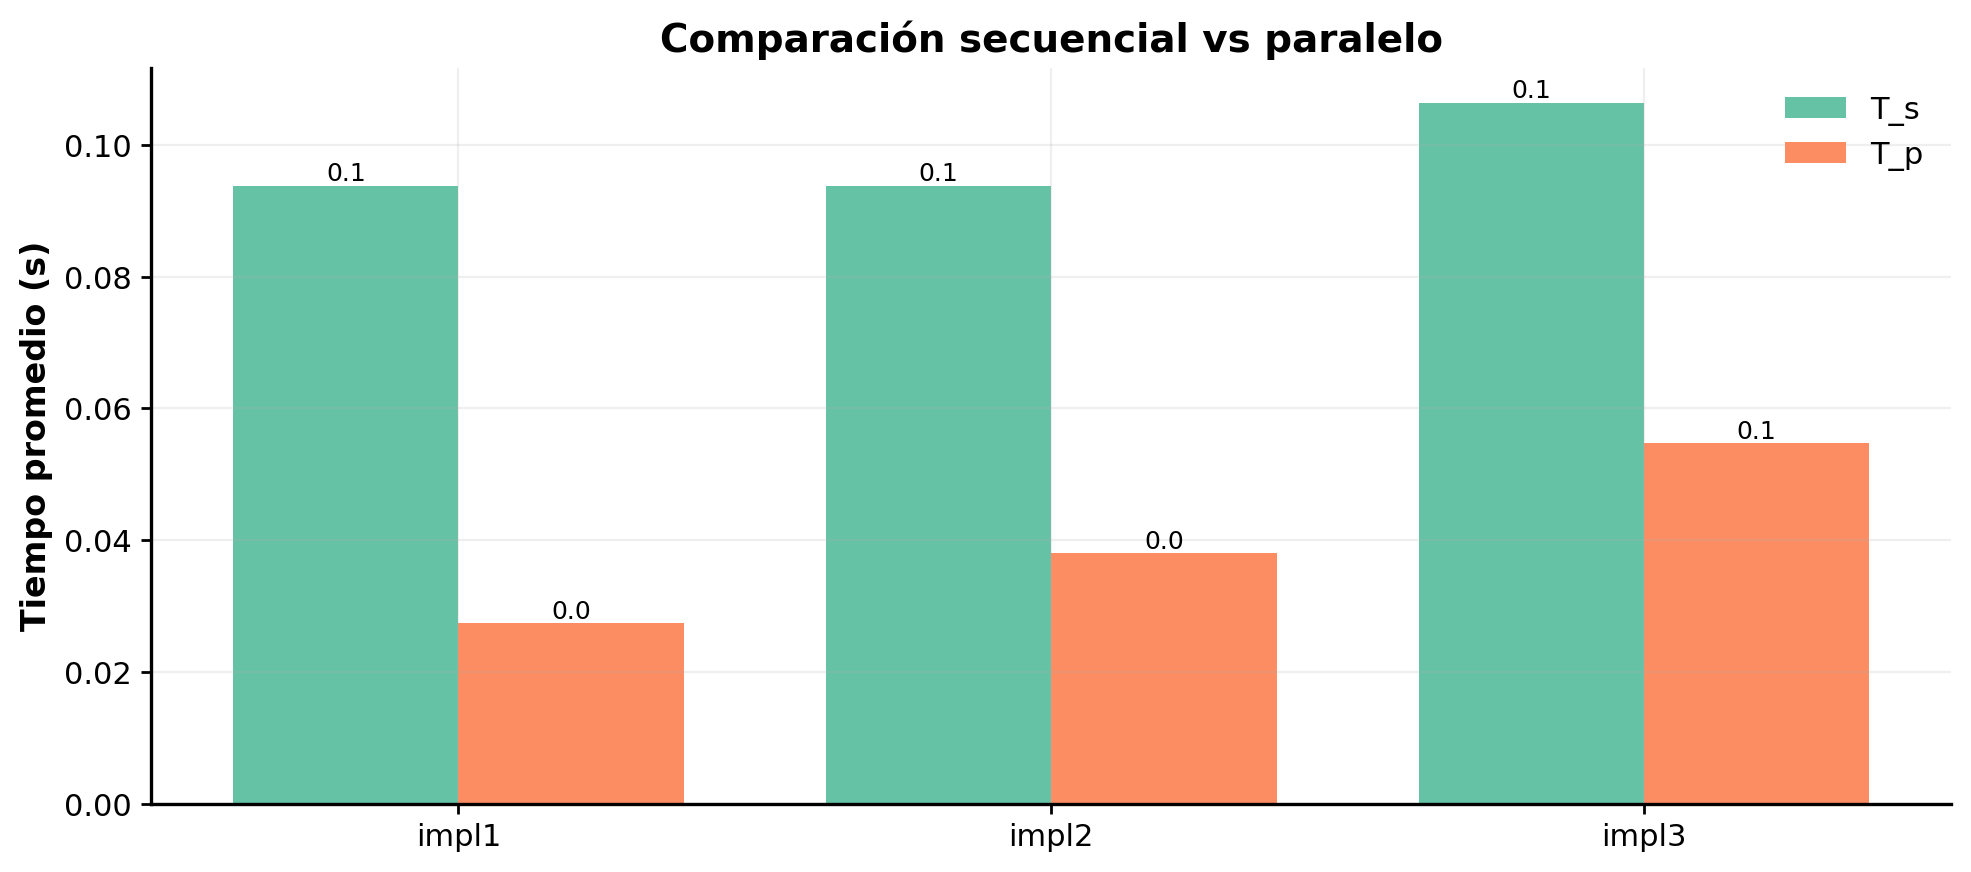 Comparación secuencial vs paralelo
Tiempo promedio (s)
0.10
0.08
0.06
0.04
0.02
0.00
0.1
0.0
0.1
0.0
0.1
0.1
T_s
T_p
impl1
impl2
impl3